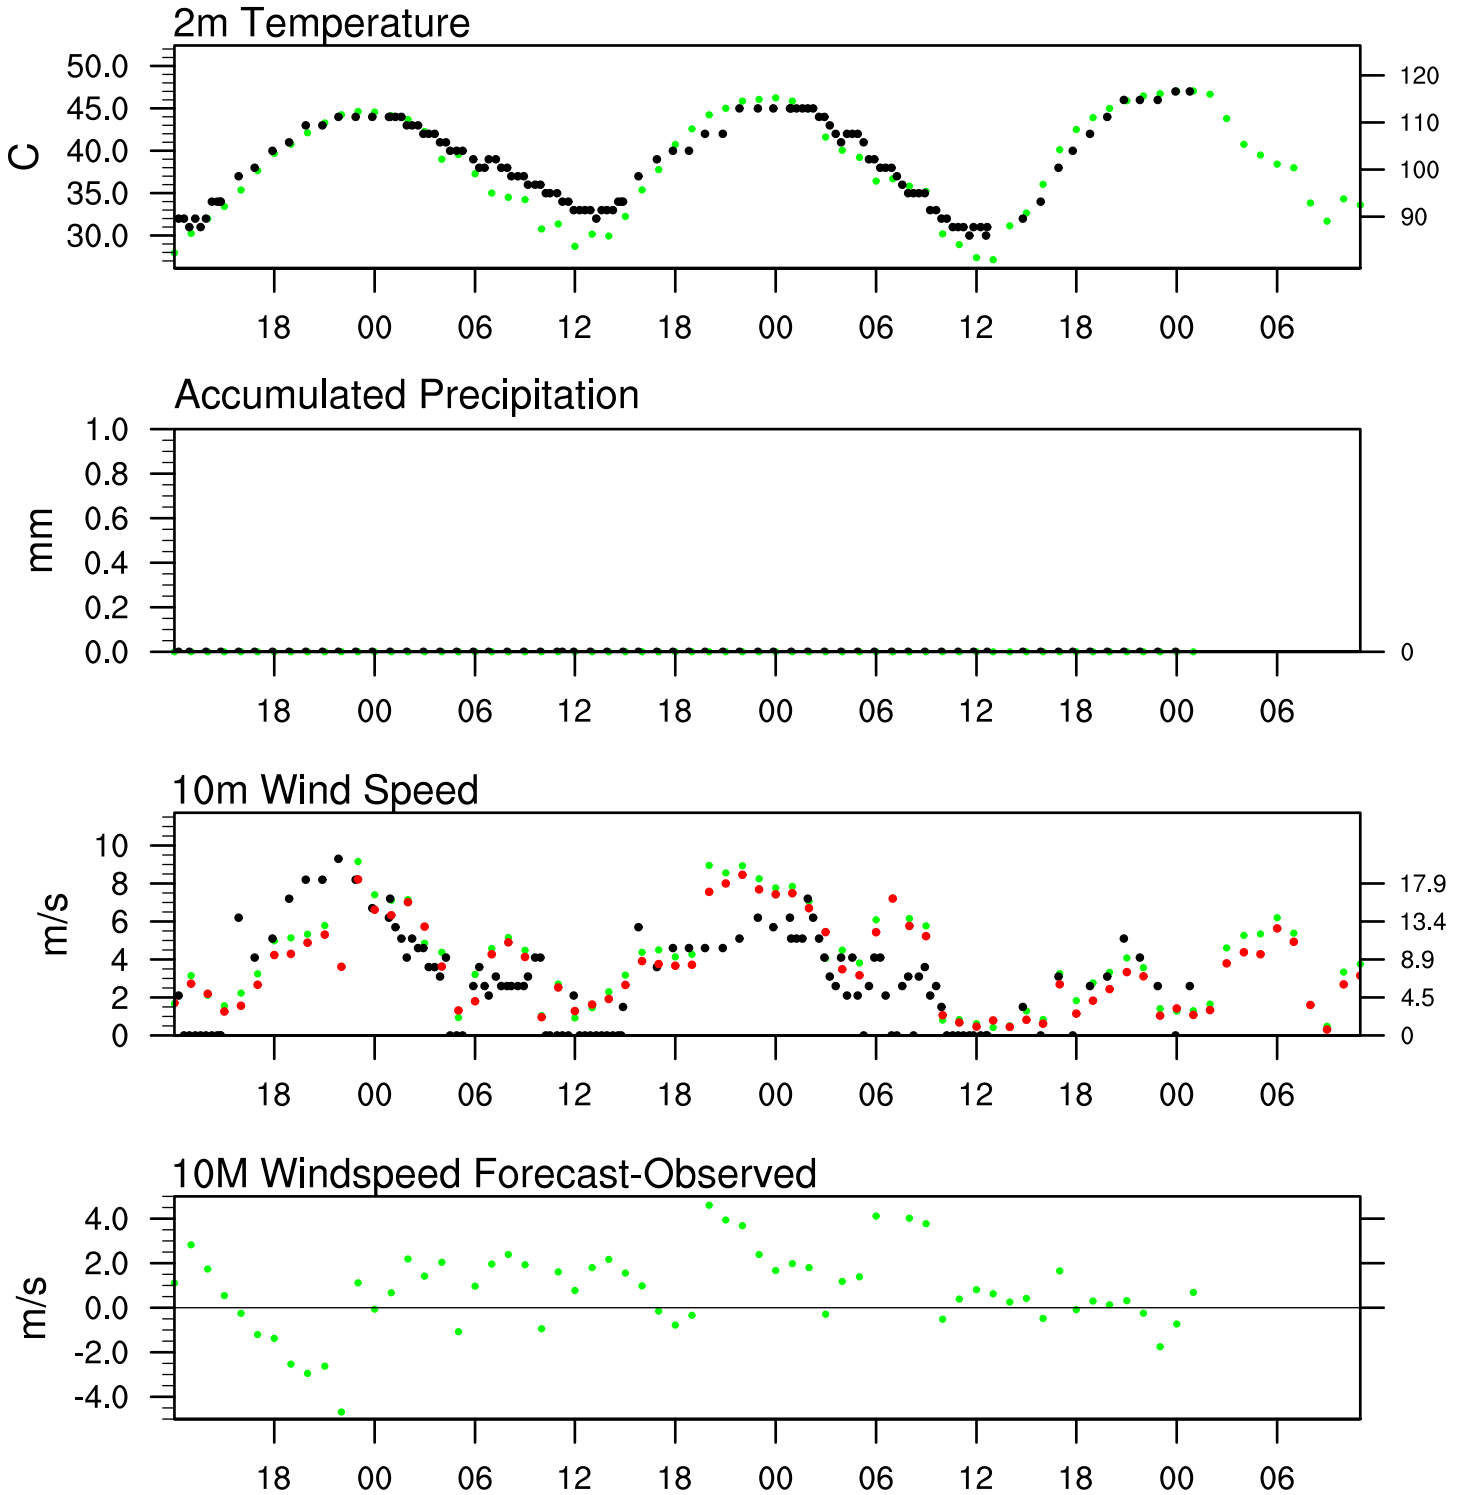 2m Temperature
50.0
45.0
40.0
35.0
30.0
C
120
110
100
90
18 00 06 12 18 00 06 12 18 00 06
Accumulated Precipitation
1.0
0.8
0.6
0.4
0.2
0.0
mm
0
18 00 06 12 18 00 06 12 18 00 06
10m Wind Speed
10
8
6
4
2
0
m/s
17.9
13.4
8.9
4.5
0
18 00 06 12 18 00 06 12 18 00 06
10M Windspeed Forecast-Observed
4.0
2.0
0.0
-2.0
-4.0
m/s
18 00 06 12 18 00 06 12 18 00 06